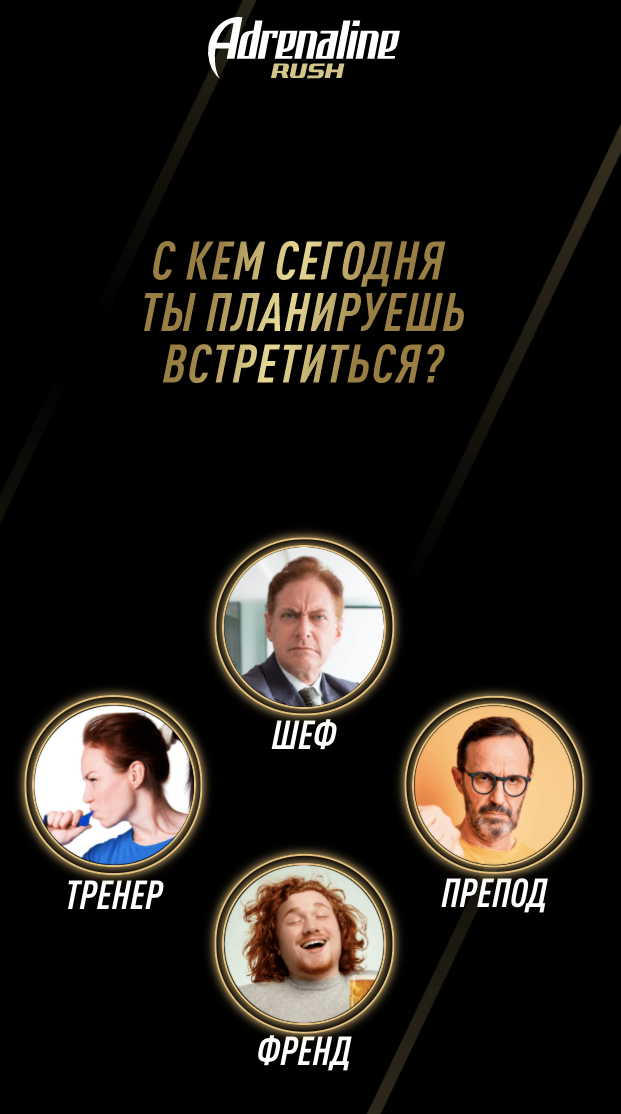 Adrenaline
RUSH
С КЕМ СЕГОДНЯ
ТЫ ПЛАНИРУЕШЬ
ВСТРЕТИТЬСЯ?
ШЕФ
ТРЕНЕР
ПРЕПОД
ФРЕНД